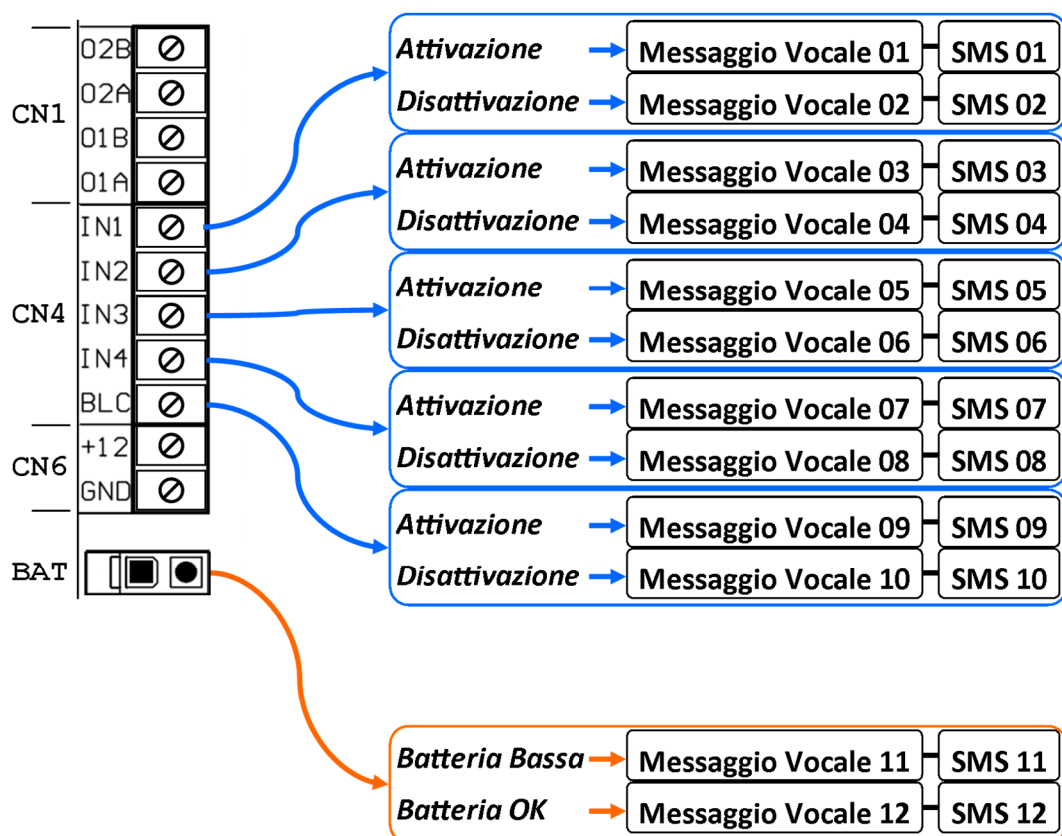 CN1
O2B
O2A
O1B
O1A
CN4
IN1
IN2
IN3
IN4
BLC
CN6
+12
GND
BAT
Attivazione Messaggio Vocale 01 SMS 01
Disattivazione Messaggio Vocale 02 SMS 02
Attivazione Messaggio Vocale 03 SMS 03
Disattivazione Messaggio Vocale 04 SMS 04
Attivazione Messaggio Vocale 05 SMS 05
Disattivazione Messaggio Vocale 06 SMS 06
Attivazione Messaggio Vocale 07 SMS 07
Disattivazione Messaggio Vocale 08 SMS 08
Attivazione Messaggio Vocale 09 SMS 09
Disattivazione Messaggio Vocale 10 SMS 10
Batteria Bassa Messaggio Vocale 11 SMS 11
Batteria OK Messaggio Vocale 12 SMS 12